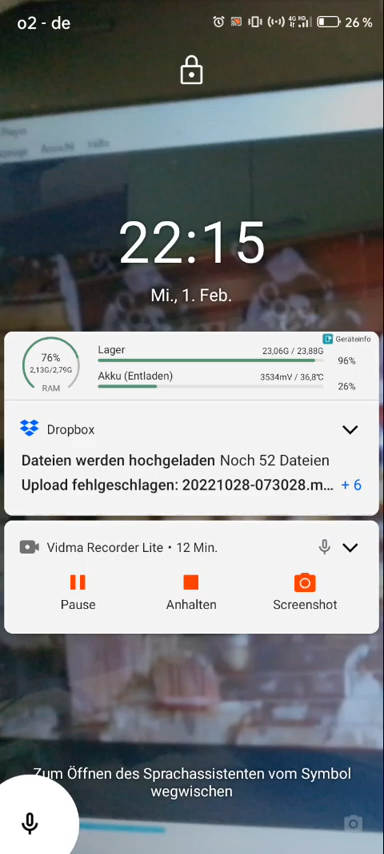 o2 - de
4G HD
26 %
22:15
Mi., 1. Feb.
Geräteinfo
76%
2,13G/2,79G
RAM
Lager
23,06G / 23,88G
96%
Akku (Entladen)
3534mV / 36,8℃
26%
Dropbox
Dateien werden hochgeladen Noch 52 Dateien
Upload fehlgeschlagen: 20221028-073028.m... + 6
Vidma Recorder Lite • 12 Min.
Pause
Anhalten
Screenshot
Zum Öffnen des Sprachassistenten vom Symbol
wegwischen